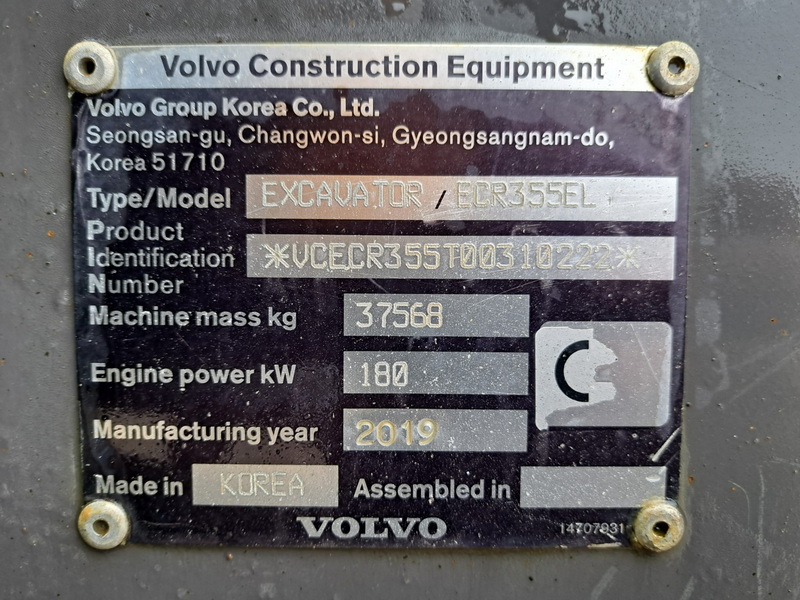 Volvo Construction Equipment
Volvo Group Korea Co., Ltd.
Seongsan-gu, Changwon-si, Gyeongsangnam-do,
Korea 51710
Type/Model EXCAVATOR / ECR355EL
Product
Identification *VCECR355T00310222*
Number
Machine mass kg 37568
Engine power kW 180
Manufacturing year 2019
Made in KOREA Assembled in
VOLVO 14707931